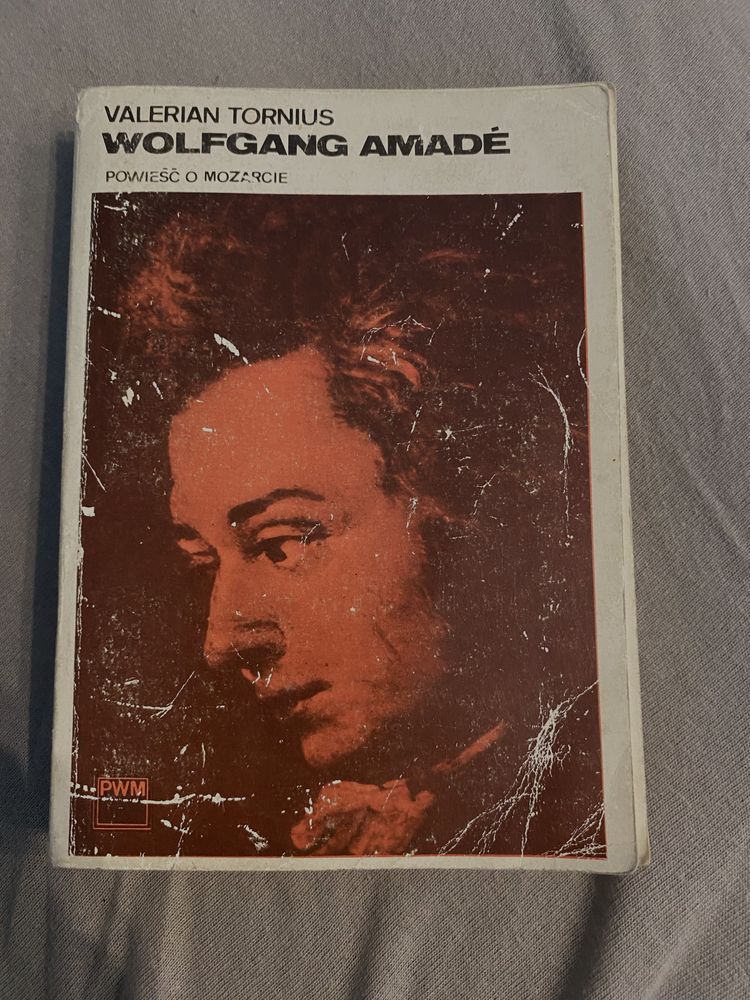 VALERIAN TORNIUS
WOLFGANG AMADÉ
POWIEŚĆ O MOZARCIE
PWM